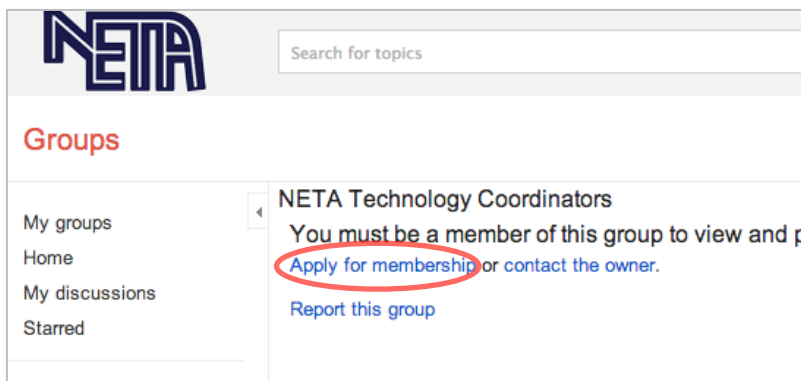 NETA
Search for topics
Groups
My groups
Home
My discussions
Starred
NETA Technology Coordinators
You must be a member of this group to view and p
Apply for membership or contact the owner.
Report this group